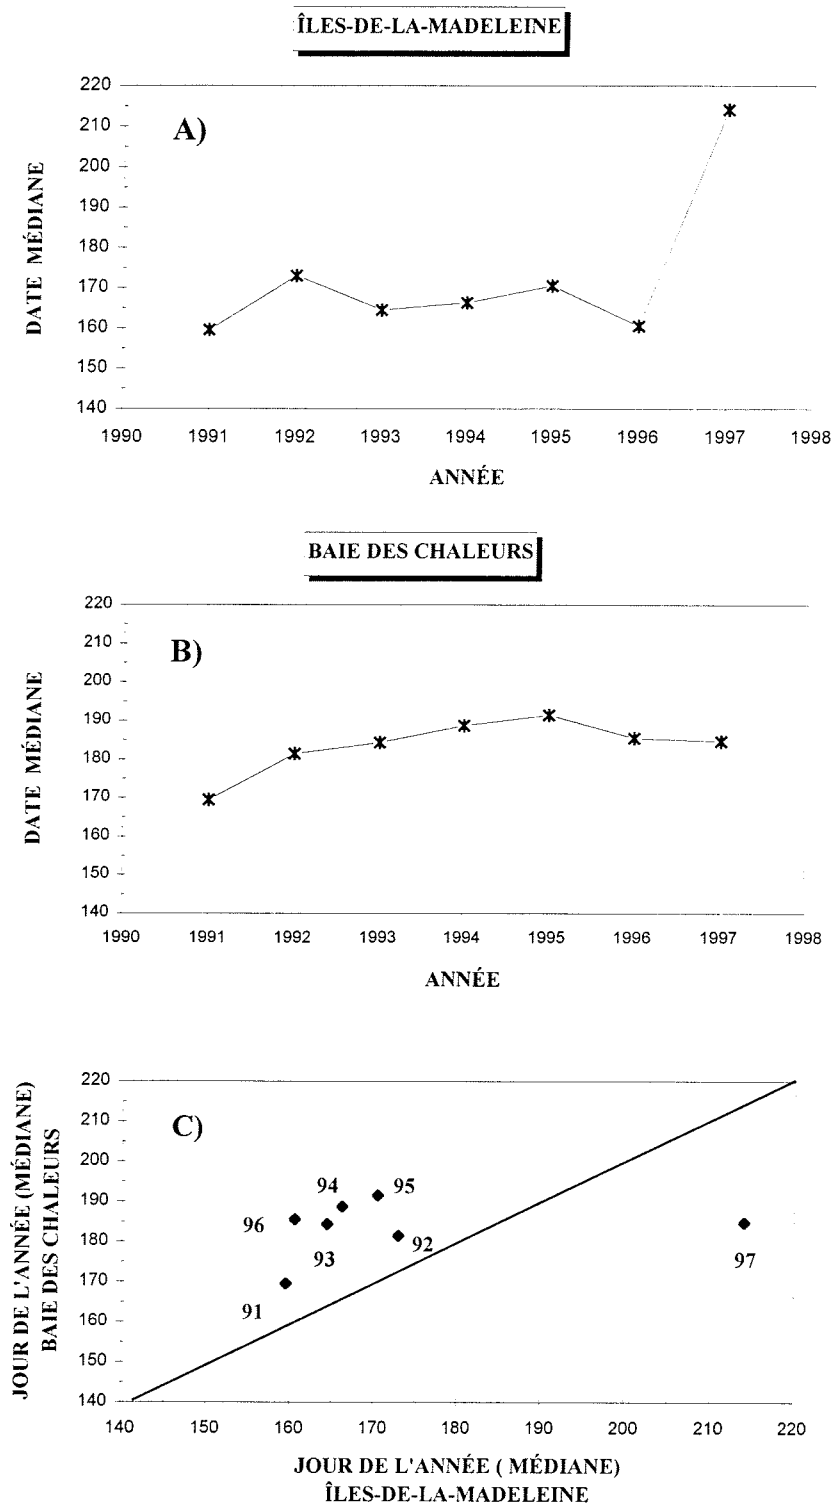 ÎLES-DE-LA-MADELEINE
220
210
200
190
180
170
160
150
140
DATE MÉDIANE
A)
1990 1991 1992 1993 1994 1995 1996 1997 1998
ANNÉE
BAIE DES CHALEURS
220
210
200
190
180
170
160
150
140
DATE MÉDIANE
B)
1990 1991 1992 1993 1994 1995 1996 1997 1998
ANNÉE
220
210
200
190
180
170
160
150
140
JOUR DE L'ANNÉE (MÉDIANE)
BAIE DES CHALEURS
C)
94 95
96 93 92
97
91
140 150 160 170 180 190 200 210 220
JOUR DE L'ANNÉE ( MÉDIANE)
ÎLES-DE-LA-MADELEINE